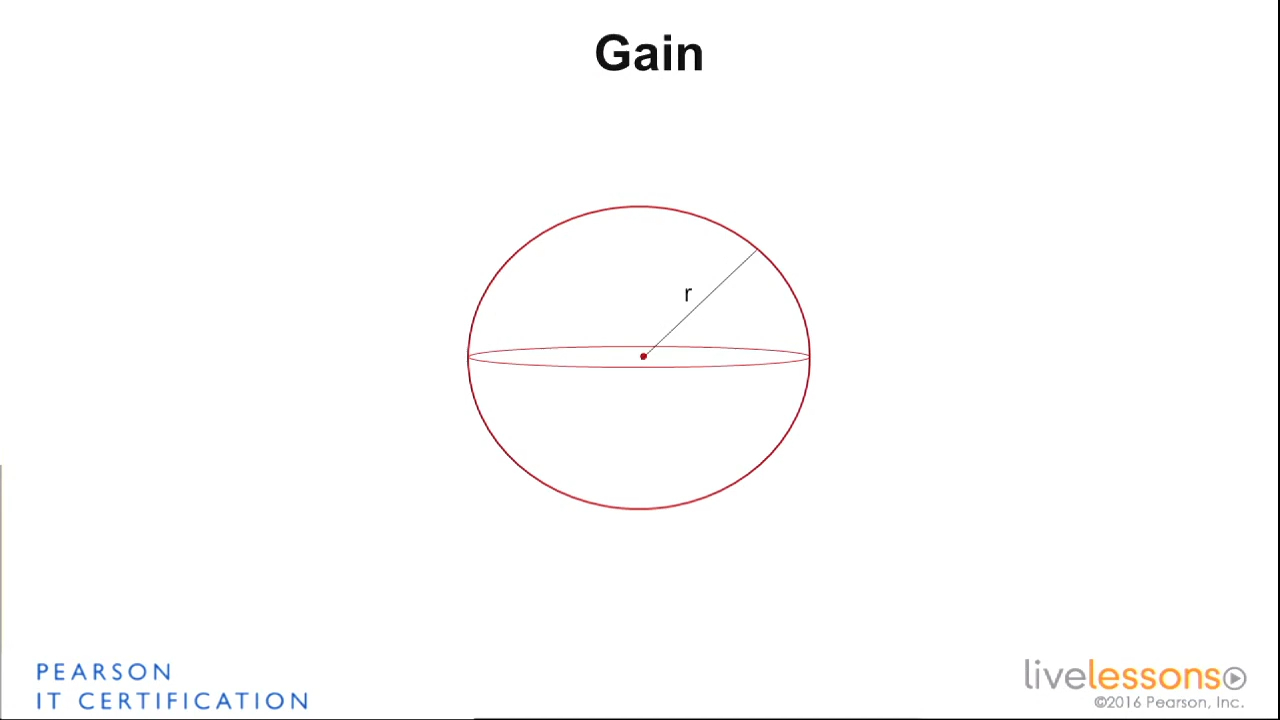 Gain
r
PEARSON
IT CERTIFICATION
livelessons
©2016 Pearson, Inc.